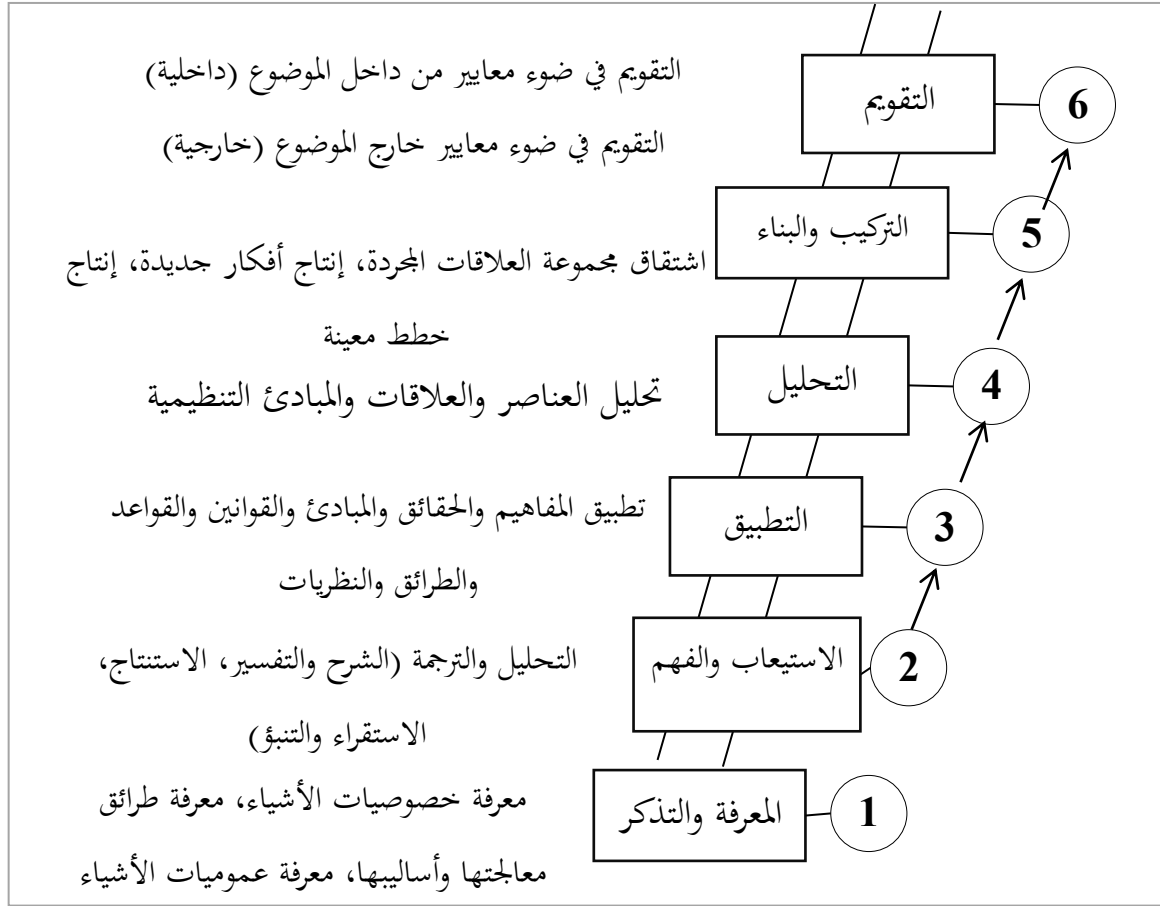 التقويم في ضوء معايير من داخل الموضوع (داخلية)
التقويم في ضوء معايير خارج الموضوع (خارجية)
التقويم
6
التركيب والبناء
5
اشتقاق مجموعة العلاقات المجردة، إنتاج أفكار جديدة، إنتاج
خطط معينة
التحليل
4
تحليل العناصر والعلاقات والمبادئ التنظيمية
التطبيق
3
تطبيق المفاهيم والحقائق والمبادئ والقوانين والقواعد
والطرائق والنظريات
الاستيعاب والفهم
2
التحليل والترجمة (الشرح والتفسير، الاستنتاج،
الاستقراء والتنبؤ)
المعرفة والتذكر
1
معرفة خصوصيات الأشياء، معرفة طرائق
معالجتها وأساليبها، معرفة عموميات الأشياء